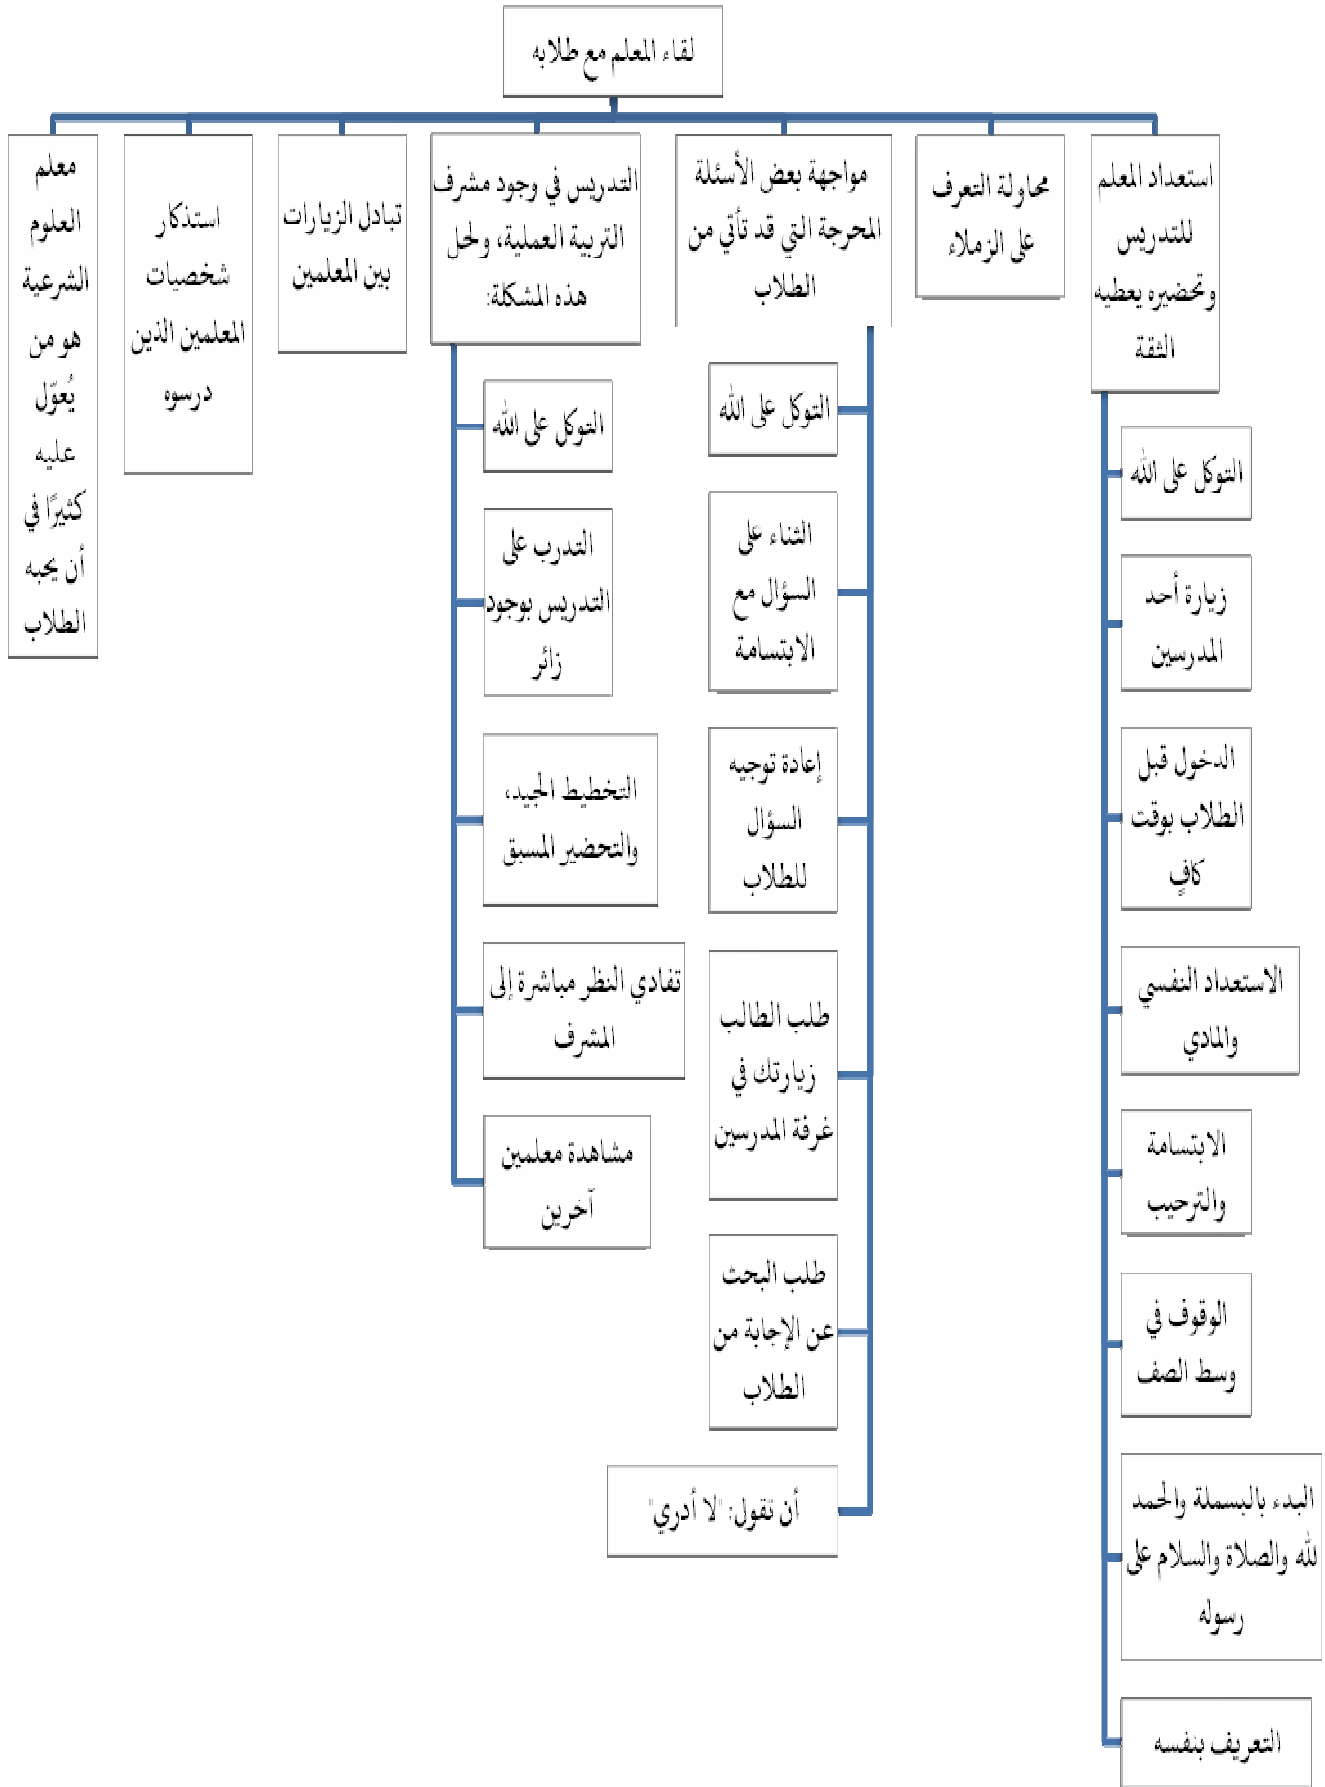 لقاء المعلم مع طلابه
استعداد المعلم
للتدريس
وتحضيره يعطيه
الثقة
التوكل على الله
زيارة أحد
المدرسين
الدخول قبل
الطلاب بوقت
كافٍ
الاستعداد النفسي
والمادي
الابتسامة
والترحيب
الوقوف في
وسط الصف
البدء بالبسملة والحمد
لله والصلاة والسلام على
رسوله
التعريف بنفسه
محاولة التعرف
على الزملاء
مواجهة بعض الأسئلة
المحرجة التي قد تأتي من
الطلاب
التوكل على الله
الثناء على
السؤال مع
الابتسامة
إعادة توجيه
السؤال
للطلاب
طلب الطالب
زيارتك في
غرفة المدرسين
طلب البحث
عن الإجابة من
الطلاب
أن تقول: "لا أدري"
التدريس في وجود مشرف
التربية العملية، ولحل
هذه المشكلة:
التوكل على الله
التدرب على
التدريس بوجود
زائر
التخطيط الجيد،
والتحضير المسبق
تفادي النظر مباشرة إلى
المشرف
مشاهدة معلمين
آخرين
تبادل الزيارات
بين المعلمين
استذكار
شخصيات
المعلمين الذين
درسوه
معلم
العلوم
الشرعية
هو من
يُعوّل
عليه
كثيرًا في
أن يحبه
الطلاب